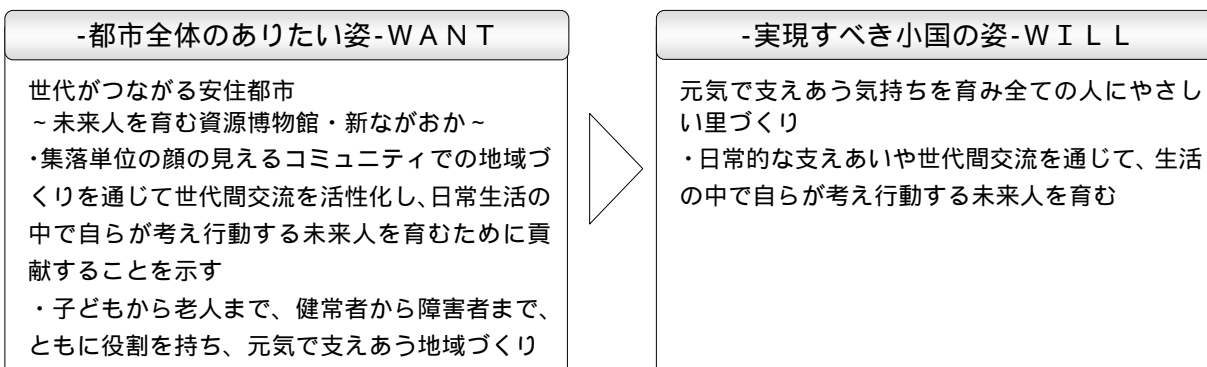 -都市全体のありたい姿-ＷＡＮＴ
世代がつながる安住都市
～未来人を育む資源博物館・新ながおか～
・集落単位の顔の見えるコミュニティでの地域づ
くりを通じて世代間交流を活性化し、日常生活の
中で自らが考え行動する未来人を育むために貢
献することを示す
・子どもから老人まで、健常者から障害者まで、
ともに役割を持ち、元気で支えあう地域づくり
-実現すべき小国の姿-ＷＩＬＬ
元気で支えあう気持ちを育み全ての人にやさし
い里づくり
・日常的な支えあいや世代間交流を通じて、生活
の中で自らが考え行動する未来人を育む